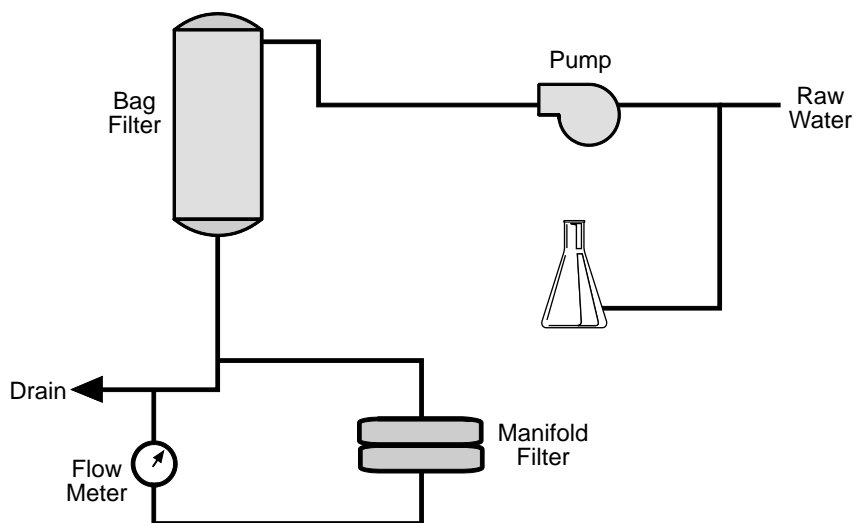 Pump
Bag
Filter
Raw
Water
Drain
Manifold
Filter
Flow
Meter